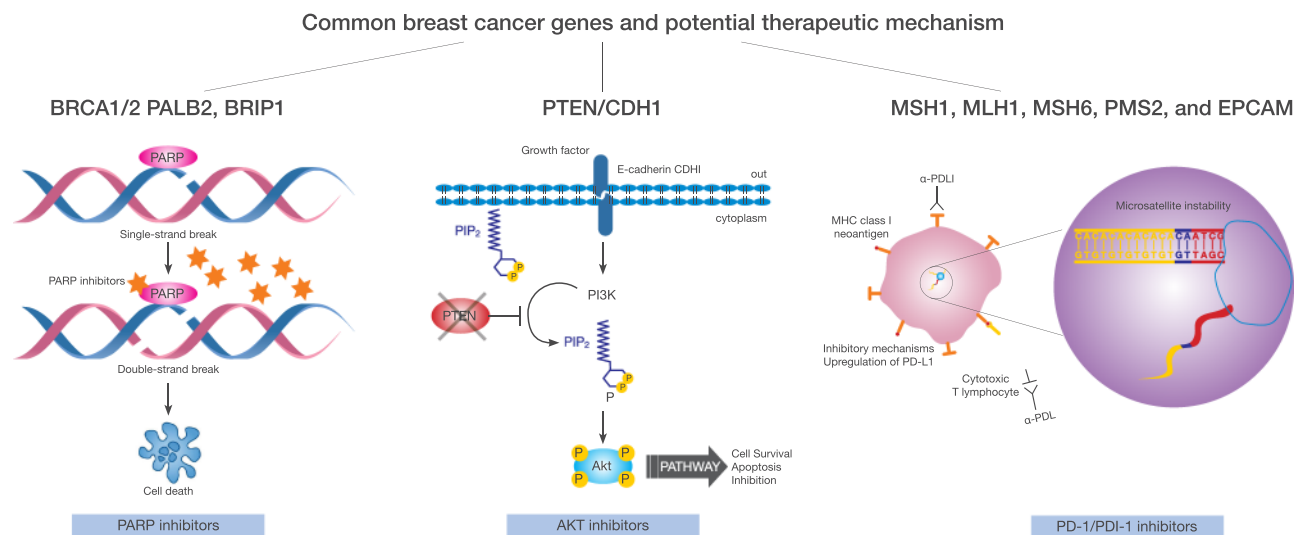 Common breast cancer genes and potential therapeutic mechanism
BRCA1/2 PALB2, BRIP1
PARP
Single-strand break
PARP inhibitors
PARP
Double-strand break
Cell death
PARP inhibitors
PTEN/CDH1
Growth factor
E-cadherin CDHI
out
cytoplasm
PIP₂
P
P
PI3K
PTEN
PIP₂
P
P
P
P
P
Akt
P
P
PATHWAY
Cell Survival
Apoptosis
Inhibition
AKT inhibitors
MSH1, MLH1, MSH6, PMS2, and EPCAM
α-PDLI
MHC class I
neoantigen
Inhibitory mechanisms
Upregulation of PD-L1
Cytotoxic
T lymphocyte
α-PDL
Microsatellite instability
CACACACACACACAATCG
GTGTGTGTGTGTGTTAGC
PD-1/PDI-1 inhibitors